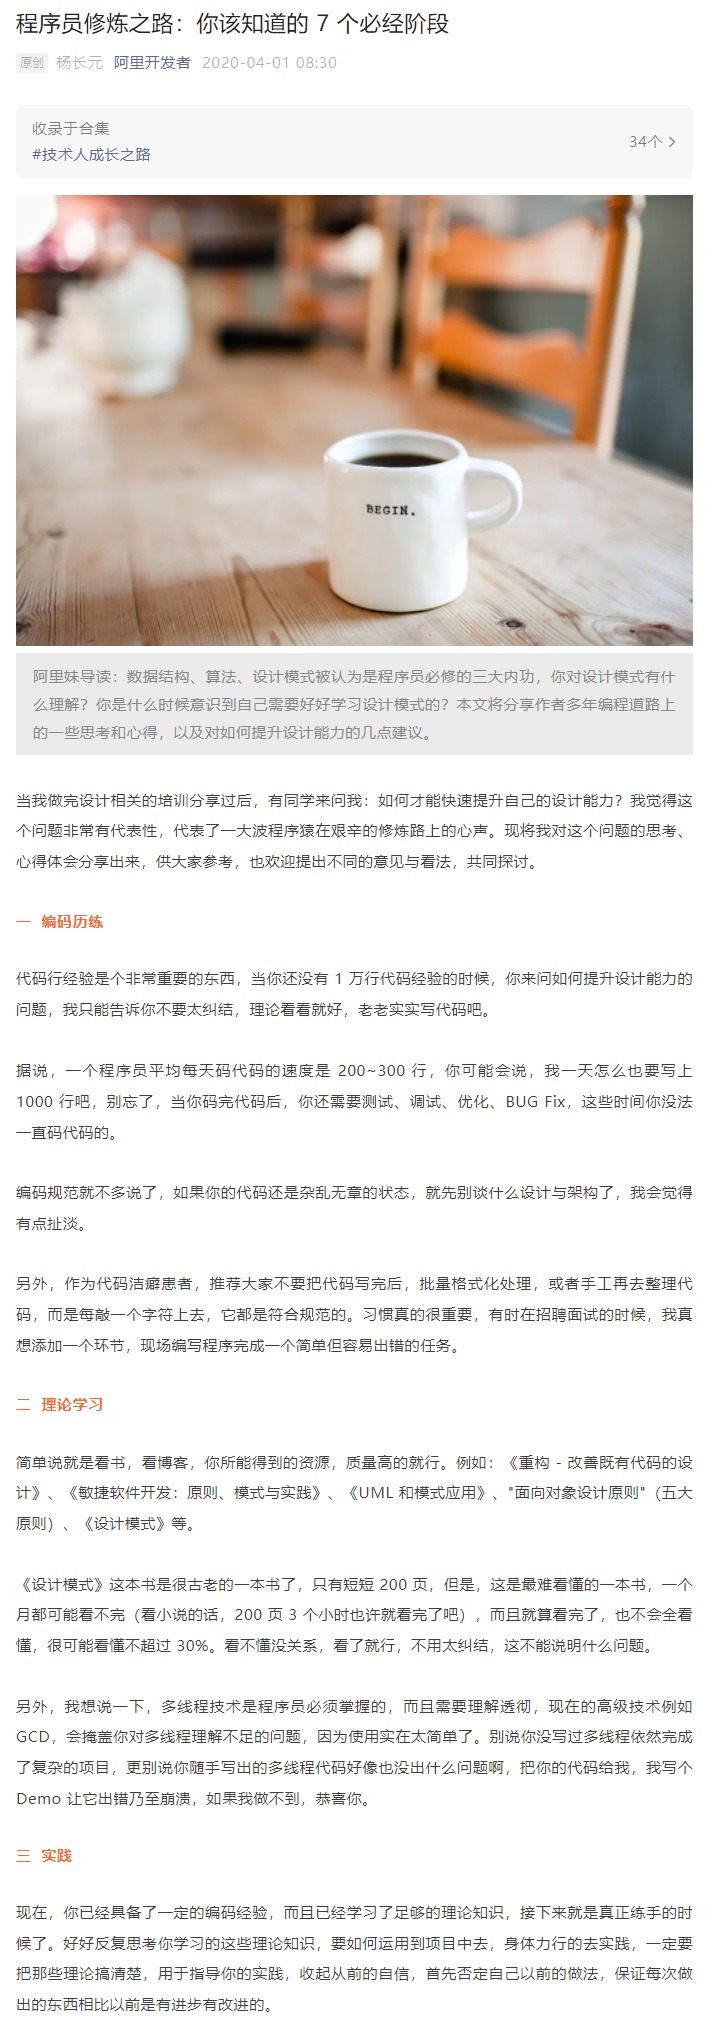 程序员修炼之路：你该知道的 7 个必经阶段
原创 杨长元 阿里开发者 2020-04-01 08:30
收录于合集
#技术人成长之路
34个
BEGIN.
阿里妹导读：数据结构、算法、设计模式被认为是程序员必修的三大内功，你对设计模式有什
么理解？你是什么时候意识到自己需要好好学习设计模式的？本文将分享作者多年编程道路上
的一些思考和心得，以及对如何提升设计能力的几点建议。
当我做完设计相关的培训分享过后，有同学来问我：如何才能快速提升自己的设计能力？我觉得这
个问题非常有代表性，代表了一大波程序猿在艰辛的修炼路上的心声。现将我对这个问题的思考、
心得体会分享出来，供大家参考，也欢迎提出不同的意见与看法，共同探讨。
一 编码历练
代码行经验是个非常重要的东西，当你还没有 1 万行代码经验的时候，你来问如何提升设计能力的
问题，我只能告诉你不要太纠结，理论看看就好，老老实实写代码吧。
据说，一个程序员平均每天码代码的速度是 200~300 行，你可能会说，我一天怎么也要写上
1000 行吧，别忘了，当你码完代码后，你还需要测试、调试、优化、BUG Fix，这些时间你没法
一直码代码的。
编码规范就不多说了，如果你的代码还是杂乱无章的状态，就先别谈什么设计与架构了，我会觉得
有点扯淡。
另外，作为代码洁癖患者，推荐大家不要把代码写完后，批量格式化处理，或者手工再去整理代
码，而是每敲一个字符上去，它都是符合规范的。习惯真的很重要，有时在招聘面试的时候，我真
想添加一个环节，现场编写程序完成一个简单但容易出错的任务。
二 理论学习
简单说就是看书，看博客，你所能得到的资源，质量高的就行。例如：《重构 - 改善既有代码的设
计》、《敏捷软件开发：原则、模式与实践》、《UML 和模式应用》、"面向对象设计原则"（五大
原则）、《设计模式》等。
《设计模式》这本书是很古老的一本书了，只有短短 200 页，但是，这是最难看懂的一本书，一个
月都可能看不完（看小说的话，200 页 3 个小时也许就看完了吧），而且就算看完了，也不会全看
懂，很可能看懂不超过 30%。看不懂没关系，看了就行，不用太纠结，这不能说明什么问题。
另外，我想说一下，多线程技术是程序员必须掌握的，而且需要理解透彻，现在的高级技术例如
GCD，会掩盖你对多线程理解不足的问题，因为使用实在太简单了。别说你没写过多线程依然完成
了复杂的项目，更别说你随手写出的多线程代码好像也没出什么问题啊，把你的代码给我，我写个
Demo 让它出错乃至崩溃，如果我做不到，恭喜你。
三 实践
现在，你已经具备了一定的编码经验，而且已经学习了足够的理论知识，接下来就是真正练手的时
候了。好好反复思考你学习的这些理论知识，要如何运用到项目中去，身体力行的去实践，一定要
把那些理论搞清楚，用于指导你的实践，收起从前的自信，首先否定自己以前的做法，保证每次做
出的东西相比以前是有进步有改进的。